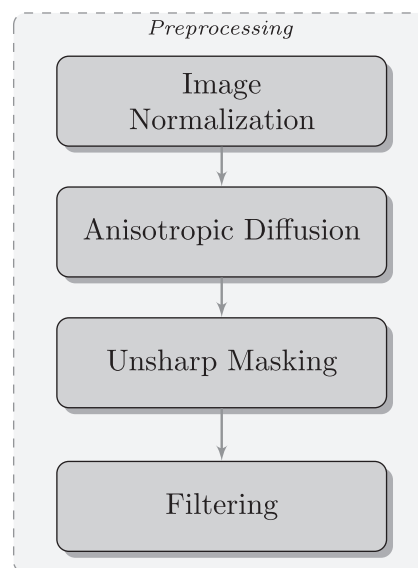 Preprocessing
Image
Normalization
Anisotropic Diffusion
Unsharp Masking
Filtering